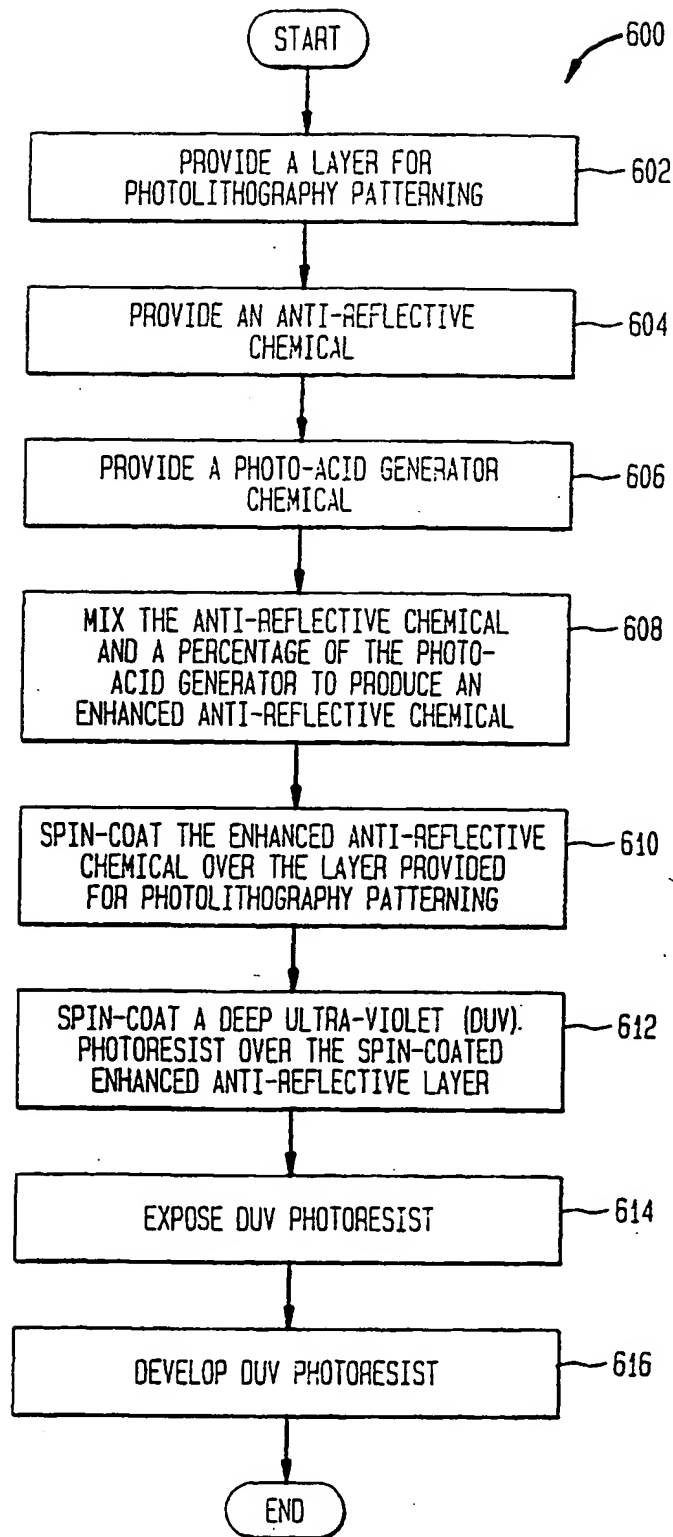 START
600
PROVIDE A LAYER FOR
PHOTOLITHOGRAPHY PATTERNING
602
PROVIDE AN ANTI-REFLECTIVE
CHEMICAL
604
PROVIDE A PHOTO-ACID GENERATOR
CHEMICAL
606
MIX THE ANTI-REFLECTIVE CHEMICAL
AND A PERCENTAGE OF THE PHOTO-
ACID GENERATOR TO PRODUCE AN
ENHANCED ANTI-REFLECTIVE CHEMICAL
608
SPIN-COAT THE ENHANCED ANTI-REFLECTIVE
CHEMICAL OVER THE LAYER PROVIDED
FOR PHOTOLITHOGRAPHY PATTERNING
610
SPIN-COAT A DEEP ULTRA-VIOLET (DUV).
PHOTORESIST OVER THE SPIN-COATED
ENHANCED ANTI-REFLECTIVE LAYER
612
EXPOSE DUV PHOTORESIST
614
DEVELOP DUV PHOTORESIST
616
END